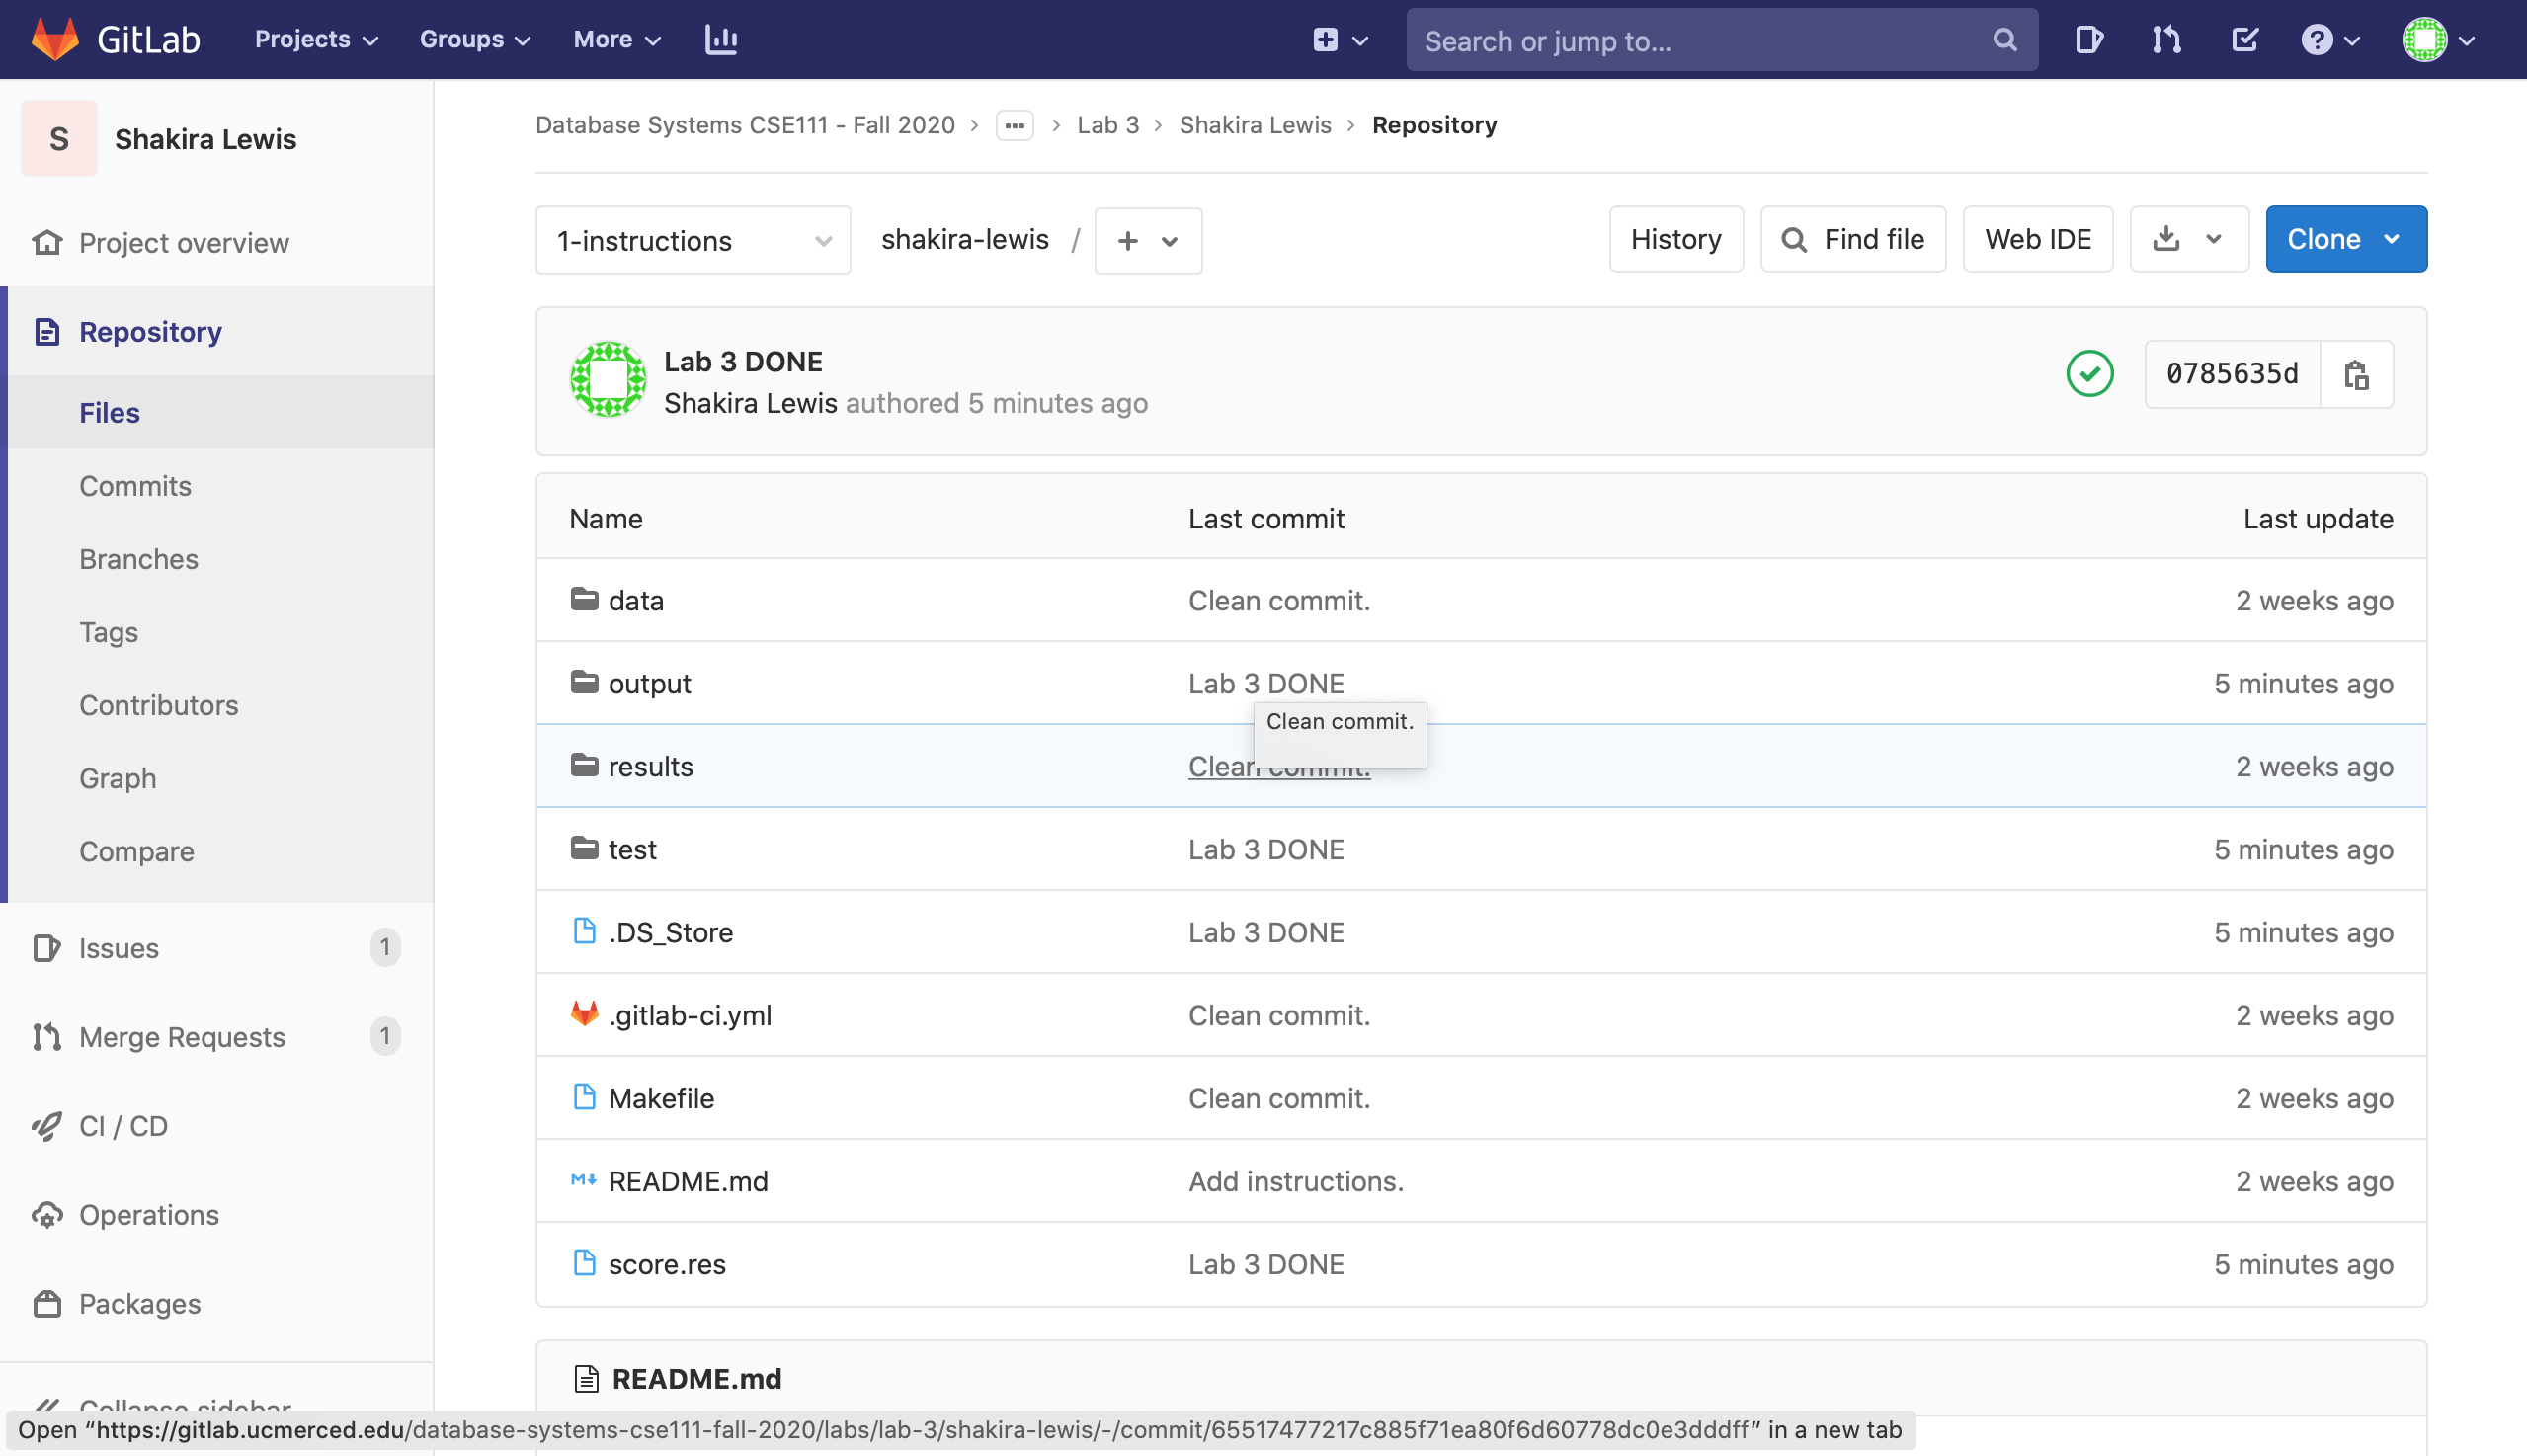 GitLab Projects Groups More Search or jump to... ?
S Shakira Lewis
Project overview
Repository
Files
Commits
Branches
Tags
Contributors
Graph
Compare
Issues 1
Merge Requests 1
CI / CD
Operations
Packages
Collapse sidebar
Database Systems CSE111 - Fall 2020 > ... > Lab 3 > Shakira Lewis > Repository
1-instructions shakira-lewis / + History Find file Web IDE Clone
Lab 3 DONE
Shakira Lewis authored 5 minutes ago
0785635d
Name Last commit Last update
data Clean commit. 2 weeks ago
output Lab 3 DONE 5 minutes ago
Clean commit.
results Clean commit. 2 weeks ago
test Lab 3 DONE 5 minutes ago
.DS_Store Lab 3 DONE 5 minutes ago
.gitlab-ci.yml Clean commit. 2 weeks ago
Makefile Clean commit. 2 weeks ago
README.md Add instructions. 2 weeks ago
score.res Lab 3 DONE 5 minutes ago
README.md
Open “https://gitlab.ucmerced.edu/database-systems-cse111-fall-2020/labs/lab-3/shakira-lewis/-/commit/65517477217c885f71ea80f6d60778dc0e3dddff” in a new tab